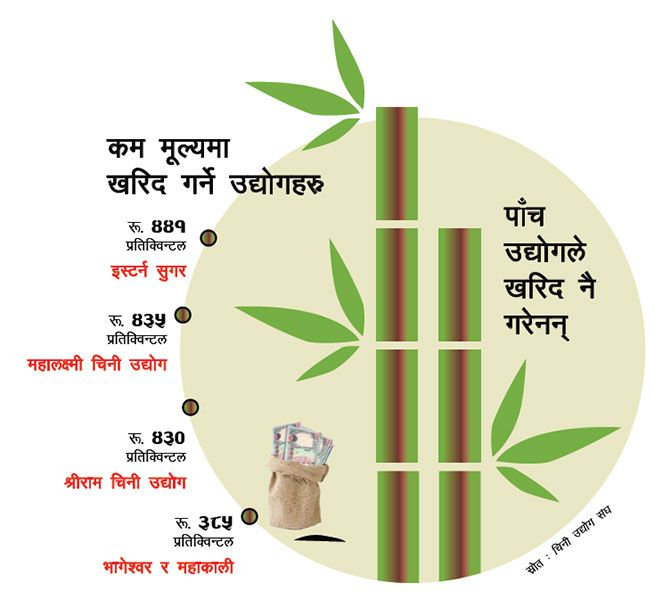 कम मूल्यमा
खरिद गर्ने उद्योगहरु
रू. ४४१
प्रतिक्विन्टल
इस्टर्न सुगर
रू. ४३५
प्रतिक्विन्टल
महालक्ष्मी चिनी उद्योग
रू. ४३०
प्रतिक्विन्टल
श्रीराम चिनी उद्योग
रू. ३८५
प्रतिक्विन्टल
भागेश्वर र महाकाली
पाँच
उद्योगले
खरिद नै
गरेनन्
स्रोत : चिनी उद्योग संघ